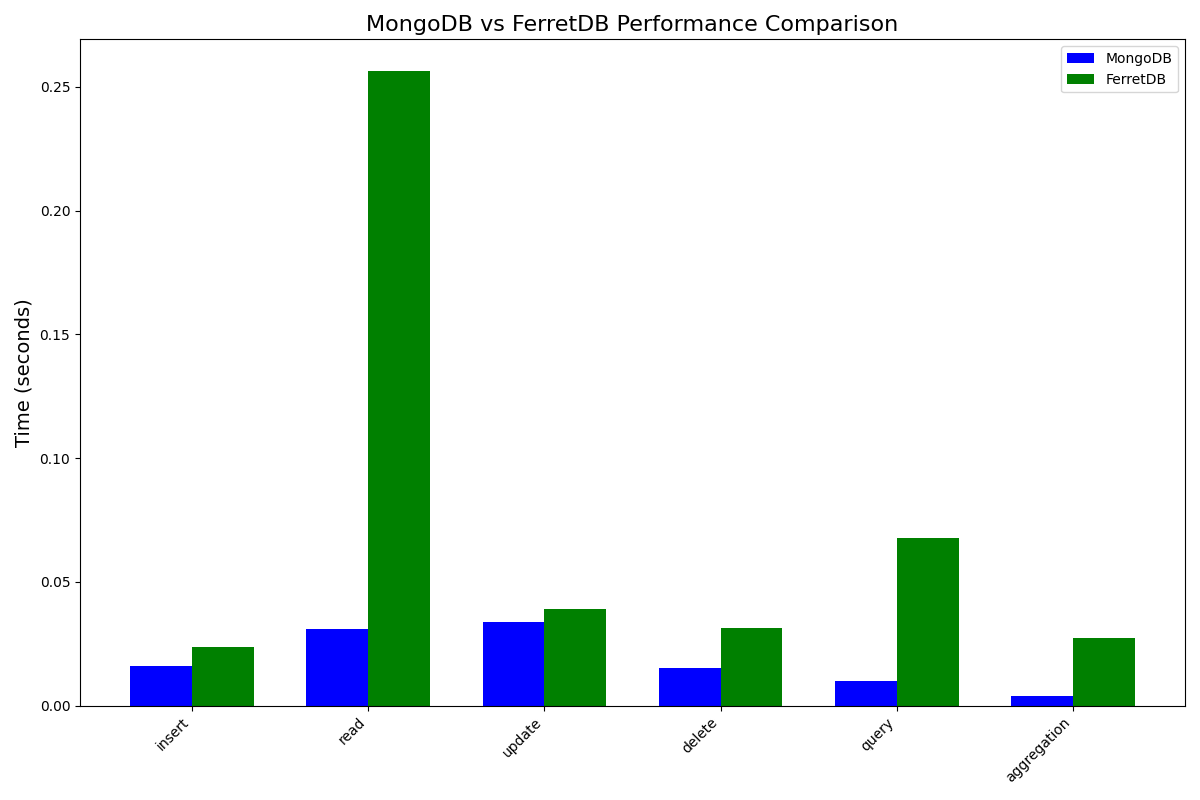 MongoDB vs FerretDB Performance Comparison
MongoDB
FerretDB
Time (seconds)
0.25
0.20
0.15
0.10
0.05
0.00
insert
read
update
delete
query
aggregation